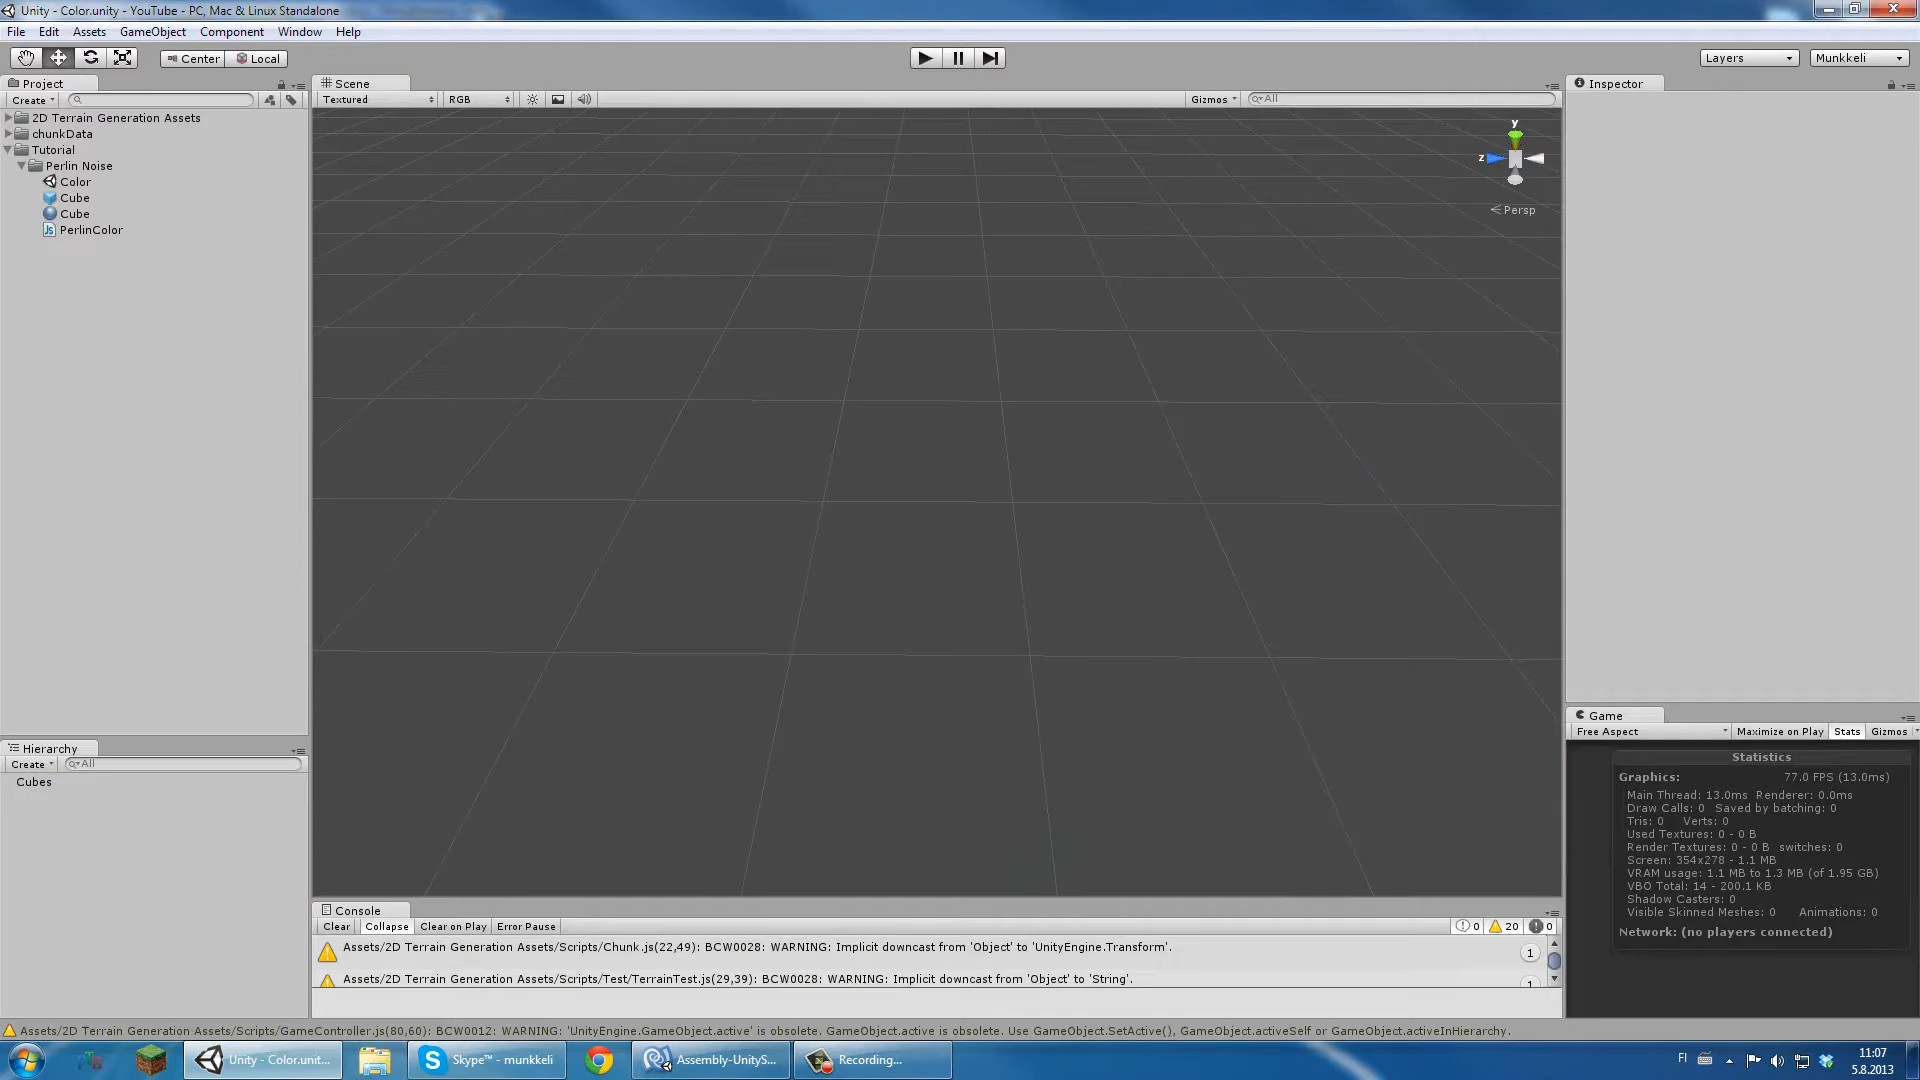 Unity - Color.unity - YouTube - PC, Mac & Linux Standalone
File Edit Assets GameObject Component Window Help
Center Local Layers Munkkeli
Project
Create
2D Terrain Generation Assets
chunkData
Tutorial
Perlin Noise
Color
Cube
Cube
Js PerlinColor
Scene
Textured RGB Gizmos All
y
z
Persp
Inspector
Hierarchy
Create All
Cubes
Game
Free Aspect Maximize on Play Stats Gizmos
Statistics
Graphics: 77.0 FPS (13.0ms)
Main Thread: 13.0ms Renderer: 0.0ms
Draw Calls: 0 Saved by batching: 0
Tris: 0 Verts: 0
Used Textures: 0 - 0 B
Render Textures: 0 - 0 B switches: 0
Screen: 354x278 - 1.1 MB
VRAM usage: 1.1 MB to 1.3 MB (of 1.95 GB)
VBO Total: 14 - 200.1 KB
Shadow Casters: 0
Visible Skinned Meshes: 0 Animations: 0
Network: (no players connected)
Console
Clear Collapse Clear on Play Error Pause 0 20 0
Assets/2D Terrain Generation Assets/Scripts/Chunk.js(22,49): BCW0028: WARNING: Implicit downcast from 'Object' to 'UnityEngine.Transform'. 1
Assets/2D Terrain Generation Assets/Scripts/Test/TerrainTest.js(29,39): BCW0028: WARNING: Implicit downcast from 'Object' to 'String'. 1
Assets/2D Terrain Generation Assets/Scripts/GameController.js(80,60): BCW0012: WARNING: 'UnityEngine.GameObject.active' is obsolete. GameObject.active is obsolete. Use GameObject.SetActive(), GameObject.activeSelf or GameObject.activeInHierarchy.
Unity - Color.unit... Skype™ - munkkeli Assembly-UnityS... Recording... FI 11:07
5.8.2013